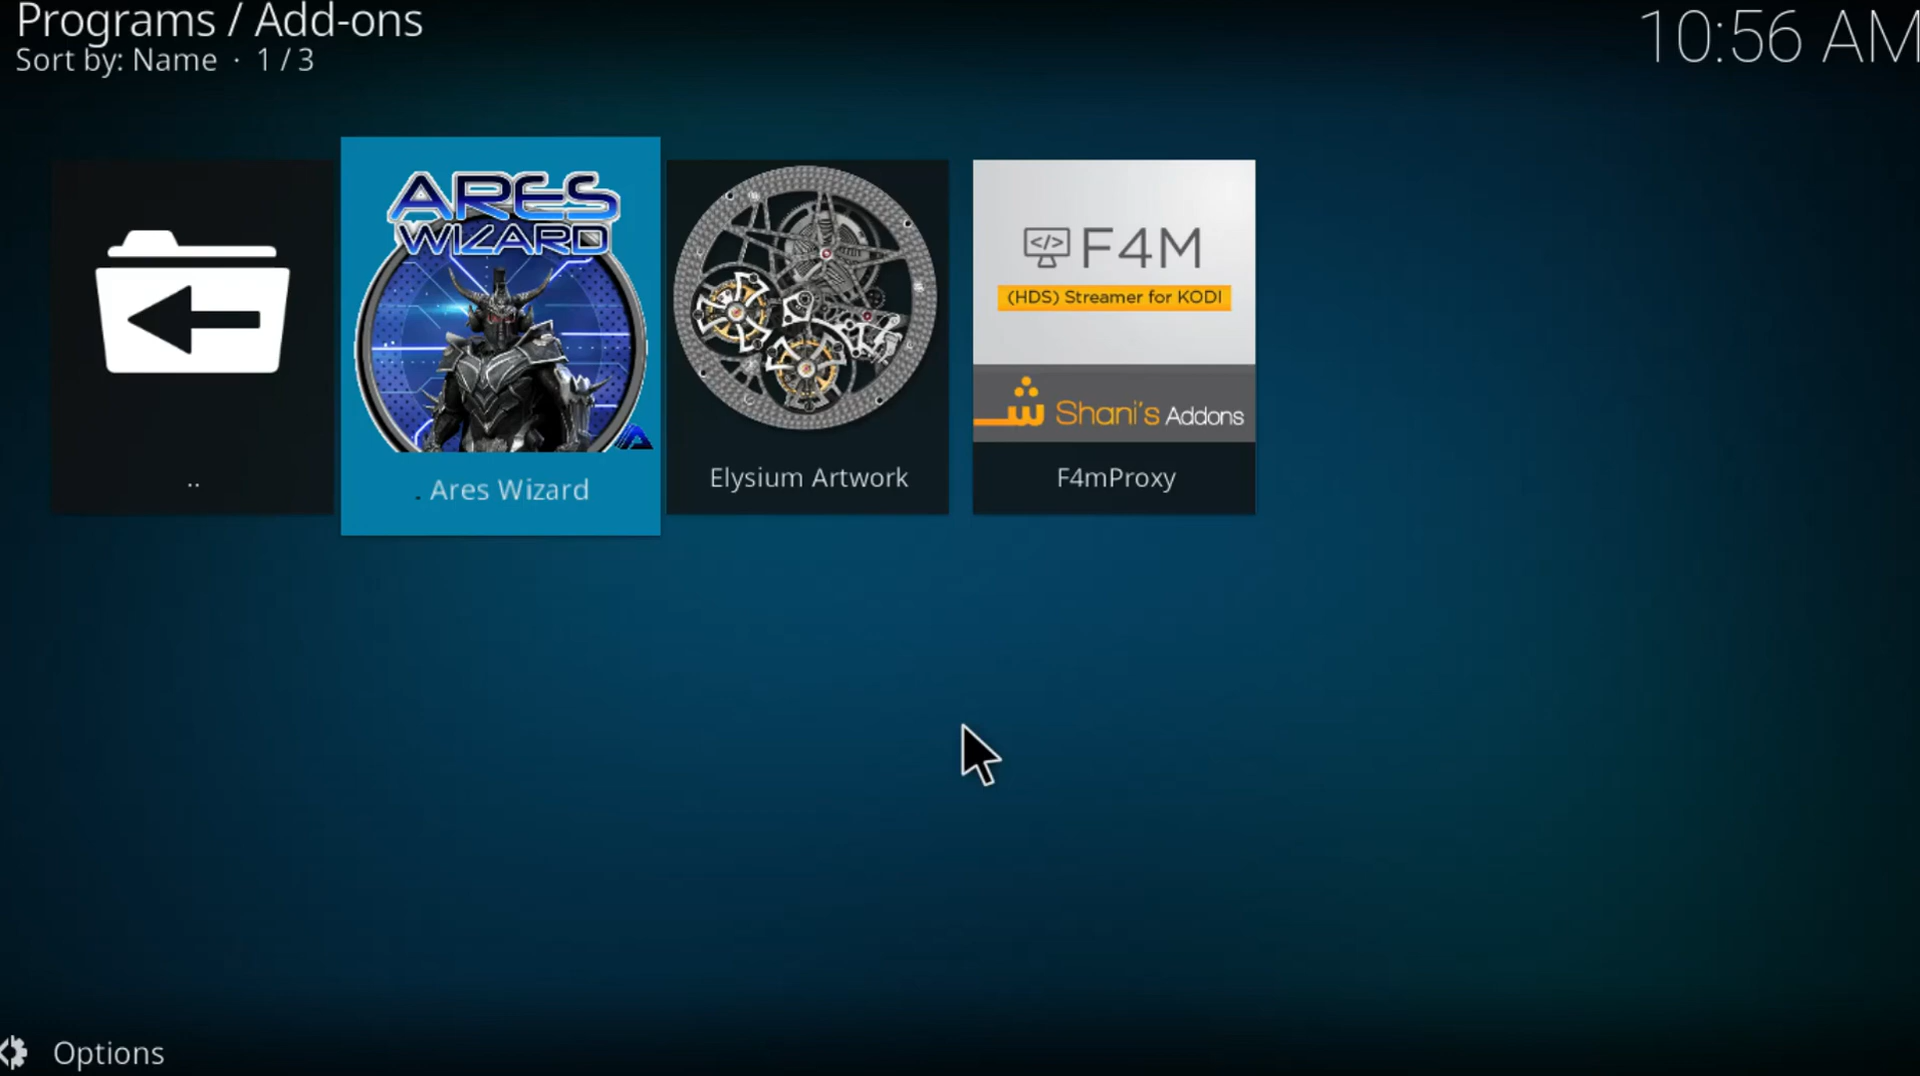 Programs / Add-ons
Sort by: Name · 1 / 3
10:56 AM
ARES
WIZARD
</> F4M
(HDS) Streamer for KODI
Shani's Addons
..
. Ares Wizard
Elysium Artwork
F4mProxy
Options